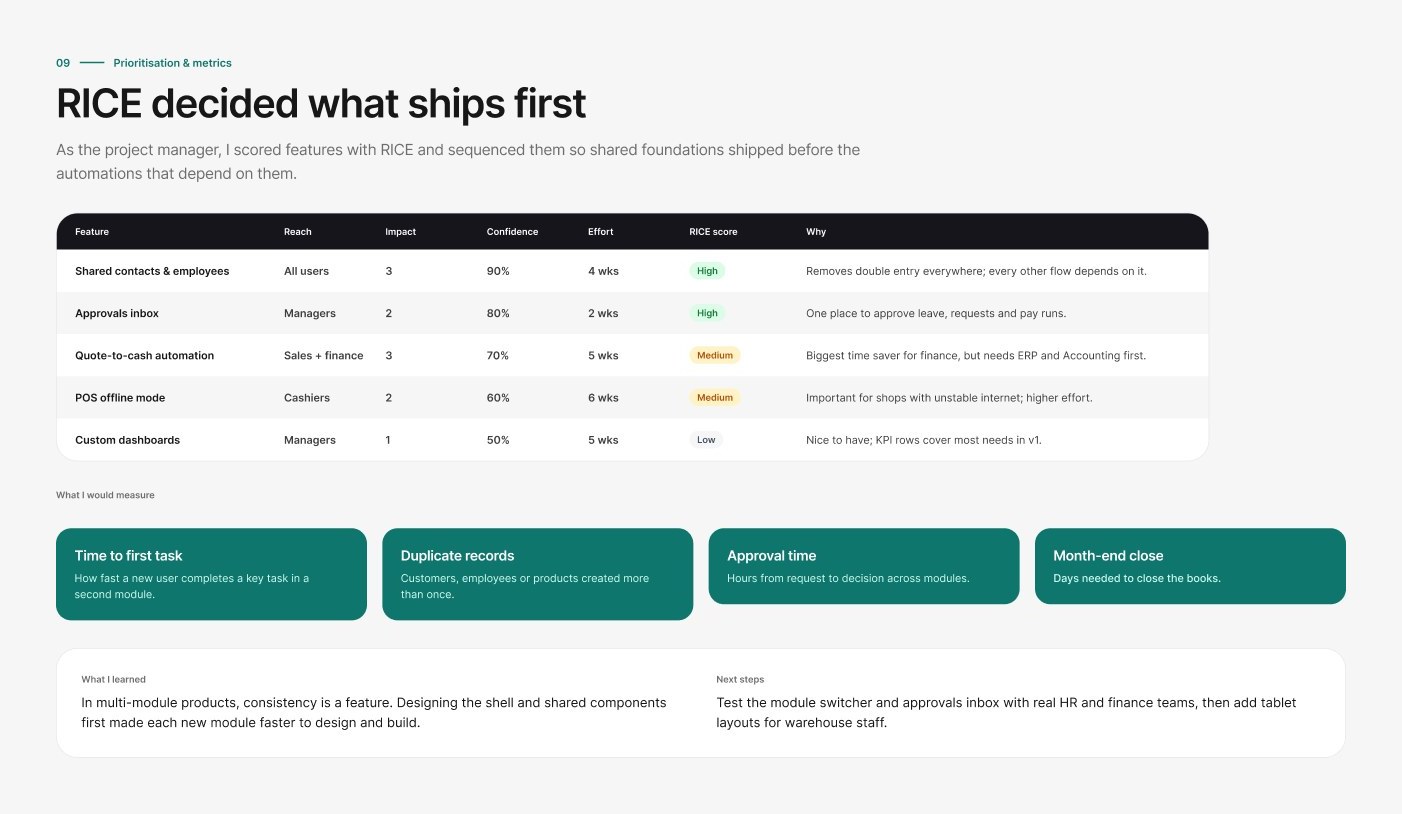 09 — Prioritisation & metrics
RICE decided what ships first
As the project manager, I scored features with RICE and sequenced them so shared foundations shipped before the
automations that depend on them.
Feature Reach Impact Confidence Effort RICE score Why
Shared contacts & employees All users 3 90% 4 wks High Removes double entry everywhere; every other flow depends on it.
Approvals inbox Managers 2 80% 2 wks High One place to approve leave, requests and pay runs.
Quote-to-cash automation Sales + finance 3 70% 5 wks Medium Biggest time saver for finance, but needs ERP and Accounting first.
POS offline mode Cashiers 2 60% 6 wks Medium Important for shops with unstable internet; higher effort.
Custom dashboards Managers 1 50% 5 wks Low Nice to have; KPI rows cover most needs in v1.
What I would measure
Time to first task
How fast a new user completes a key task in a
second module.
Duplicate records
Customers, employees or products created more
than once.
Approval time
Hours from request to decision across modules.
Month-end close
Days needed to close the books.
What I learned
In multi-module products, consistency is a feature. Designing the shell and shared components
first made each new module faster to design and build.
Next steps
Test the module switcher and approvals inbox with real HR and finance teams, then add tablet
layouts for warehouse staff.